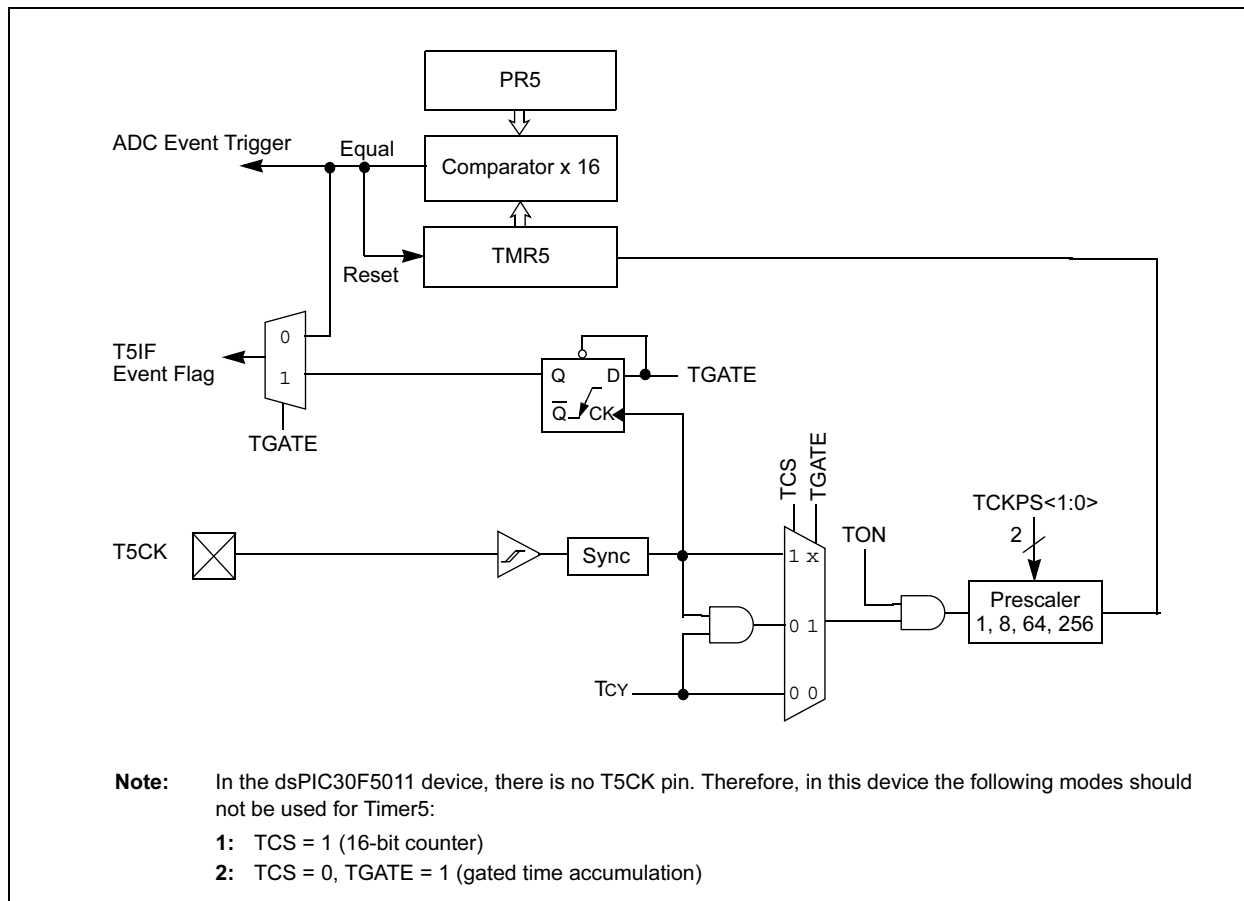 PR5
ADC Event Trigger
Equal
Comparator x 16
TMR5
Reset
0
T5IF
Event Flag
1
Q D
TGATE
Q CK
TGATE
TCS
TGATE
TCKPS<1:0>
2
TON
T5CK
Sync
1 x
Prescaler
1, 8, 64, 256
0 1
TCY
0 0
Note: In the dsPIC30F5011 device, there is no T5CK pin. Therefore, in this device the following modes should
not be used for Timer5:
1: TCS = 1 (16-bit counter)
2: TCS = 0, TGATE = 1 (gated time accumulation)